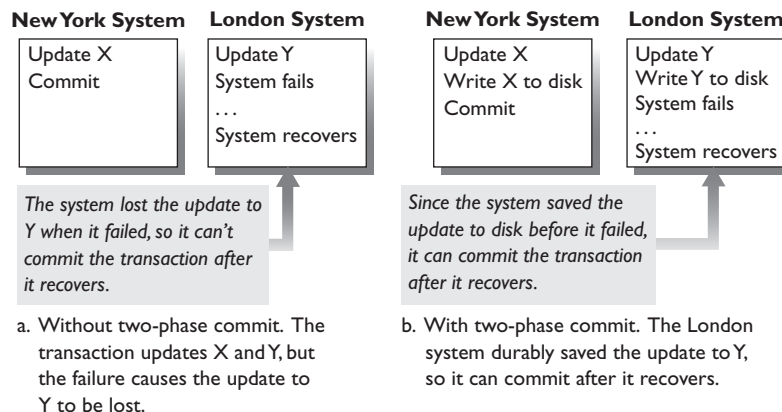 New York System
London System
Update X
Commit
Update Y
System fails
...
System recovers
The system lost the update to
Y when it failed, so it can't
commit the transaction after
it recovers.
a. Without two-phase commit. The
transaction updates X and Y, but
the failure causes the update to
Y to be lost.
New York System
London System
Update X
Write X to disk
Commit
Update Y
Write Y to disk
System fails
...
System recovers
Since the system saved the
update to disk before it failed,
it can commit the transaction
after it recovers.
b. With two-phase commit. The London
system durably saved the update to Y,
so it can commit after it recovers.